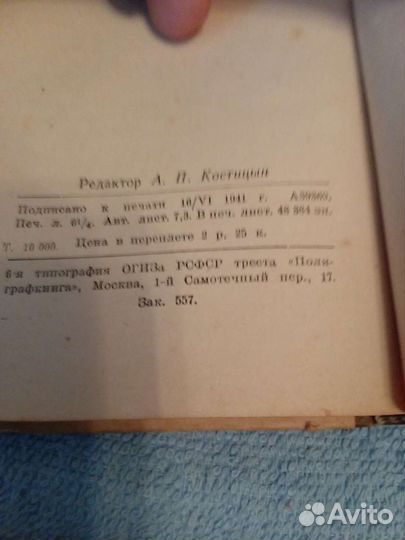 Редактор А. П. Костицын
Подписано к печати 16/VI 1941 г.
Печ. л. 6¼. Авт. лист. 7,3. В печ. лист. 48 384 зн.
Т. 10 000. Цена в переплете 2 р. 25 к.
6-я типография ОГИЗа РСФСР треста «Поли-
графкнига», Москва, 1-й Самотечный пер., 17.
Зак. 557.
Avito